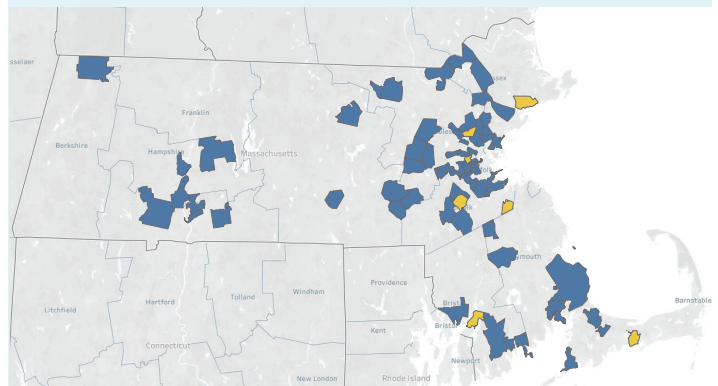 sselaer
ssex
Franklin
Berkshire
Hampshire
Massachusetts
Plymouth
Providence
Barnstable
Litchfield
Hartford
Tolland
Windham
Bristol
Kent
Bristol
Connecticut
Newport
New London
Rhode Island